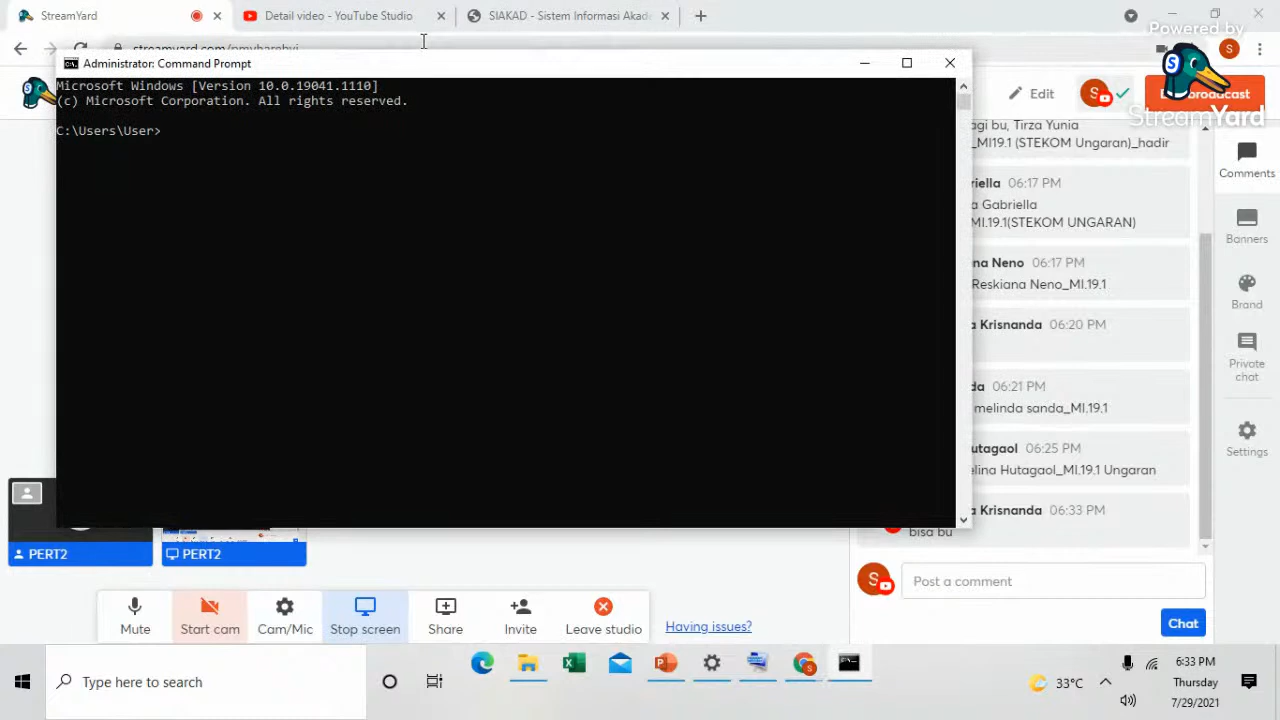 StreamYard
Detail video - YouTube Studio
SIAKAD - Sistem Informasi Akade
Powered by
StreamYard
streamyard.com/
Administrator: Command Prompt
Microsoft Windows [Version 10.0.19041.1110]
(c) Microsoft Corporation. All rights reserved.
C:\Users\User>
Edit
broadcast
agi bu, Tirza Yunia
_MI19.1 (STEKOM Ungaran)_hadir
riella 06:17 PM
a Gabriella
MI.19.1(STEKOM UNGARAN)
na Neno 06:17 PM
Reskiana Neno_MI.19.1
a Krisnanda 06:20 PM
da 06:21 PM
melinda sanda_MI.19.1
utagaol 06:25 PM
elina Hutagaol_MI.19.1 Ungaran
a Krisnanda 06:33 PM
bisa bu
Comments
Banners
Brand
Private
chat
Settings
PERT2
PERT2
Post a comment
Chat
Mute
Start cam
Cam/Mic
Stop screen
Share
Invite
Leave studio
Having issues?
Type here to search
33°C
6:33 PM
Thursday
7/29/2021